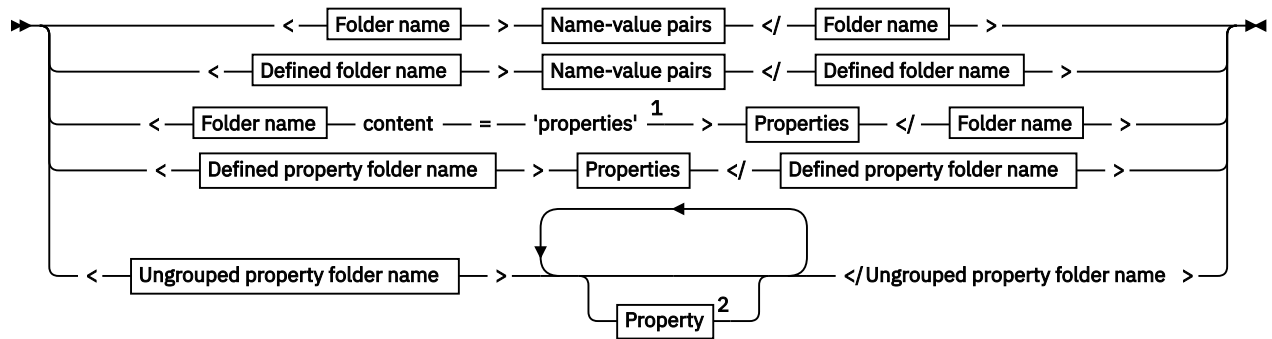 < Folder name > Name-value pairs </ Folder name >
< Defined folder name > Name-value pairs </ Defined folder name >
< Folder name content = 'properties' 1 > Properties </ Folder name >
< Defined property folder name > Properties </ Defined property folder name >
< Ungrouped property folder name > </ Ungrouped property folder name >
Property 2